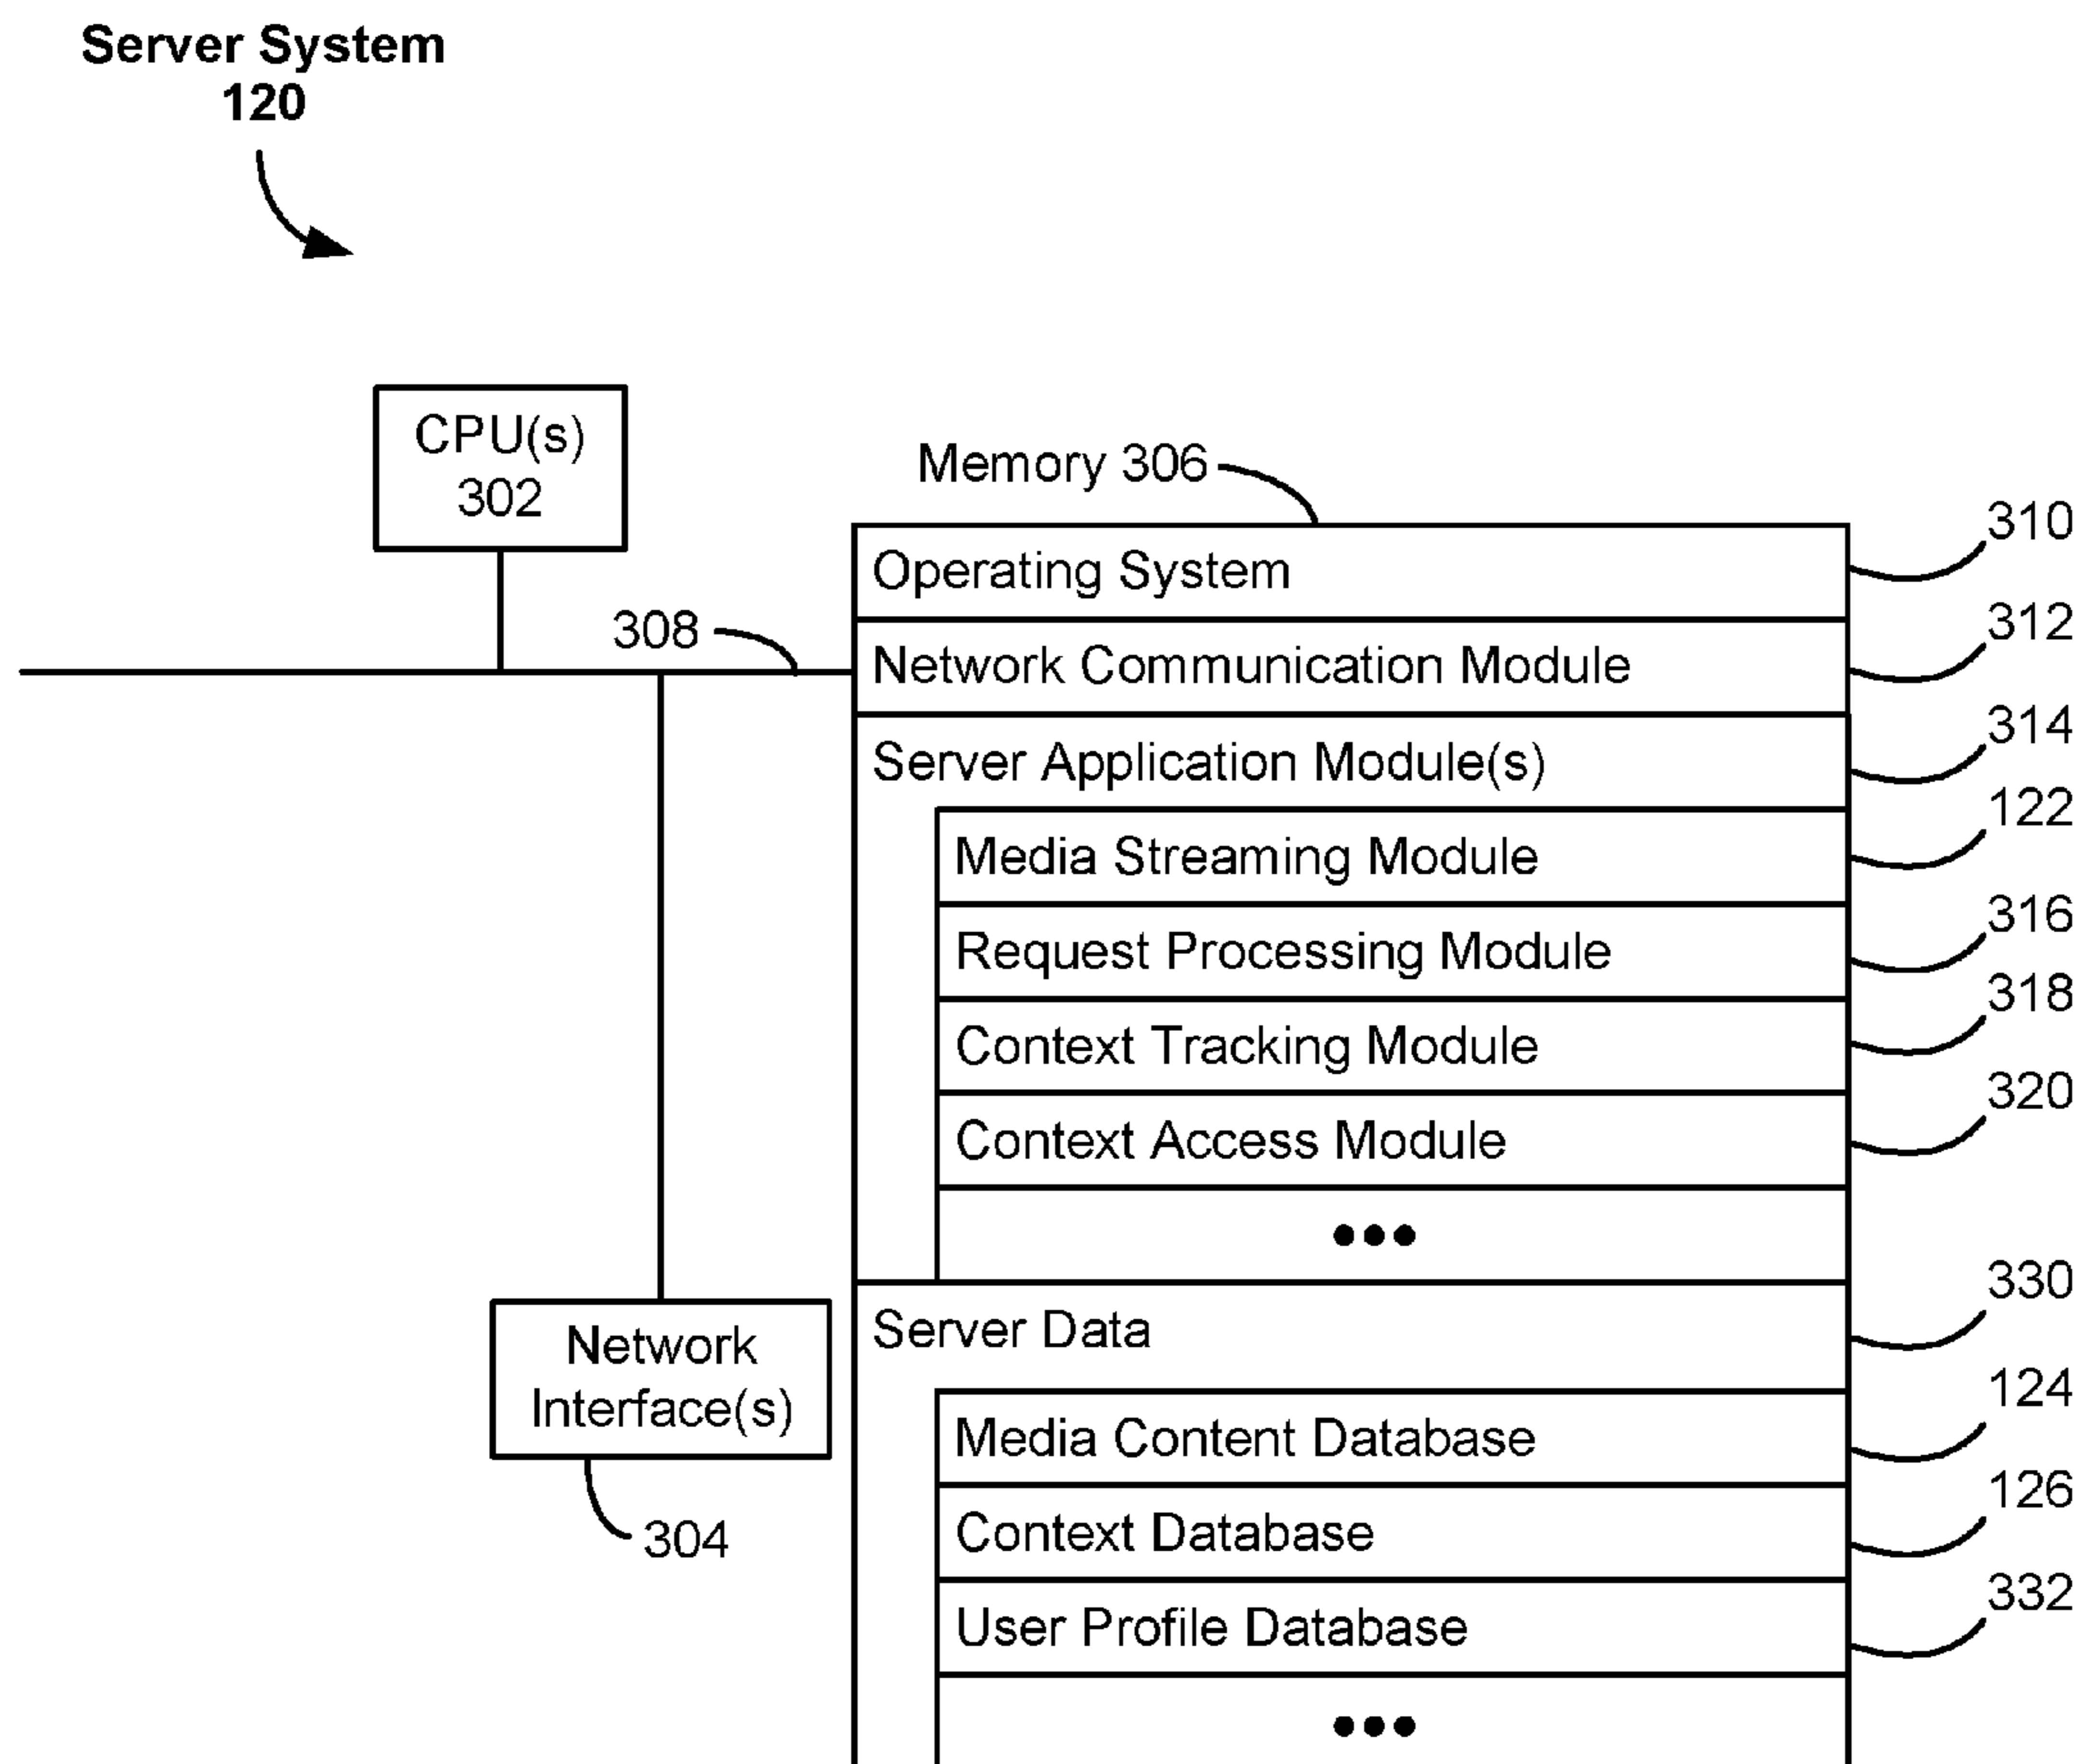 Server System
120
CPU(s)
302
Memory 306
308
Operating System
310
Network Communication Module
312
Server Application Module(s)
314
Media Streaming Module
122
Request Processing Module
316
Context Tracking Module
318
Context Access Module
320
•••
Server Data
330
Network
Interface(s)
304
Media Content Database
124
Context Database
126
User Profile Database
332
•••